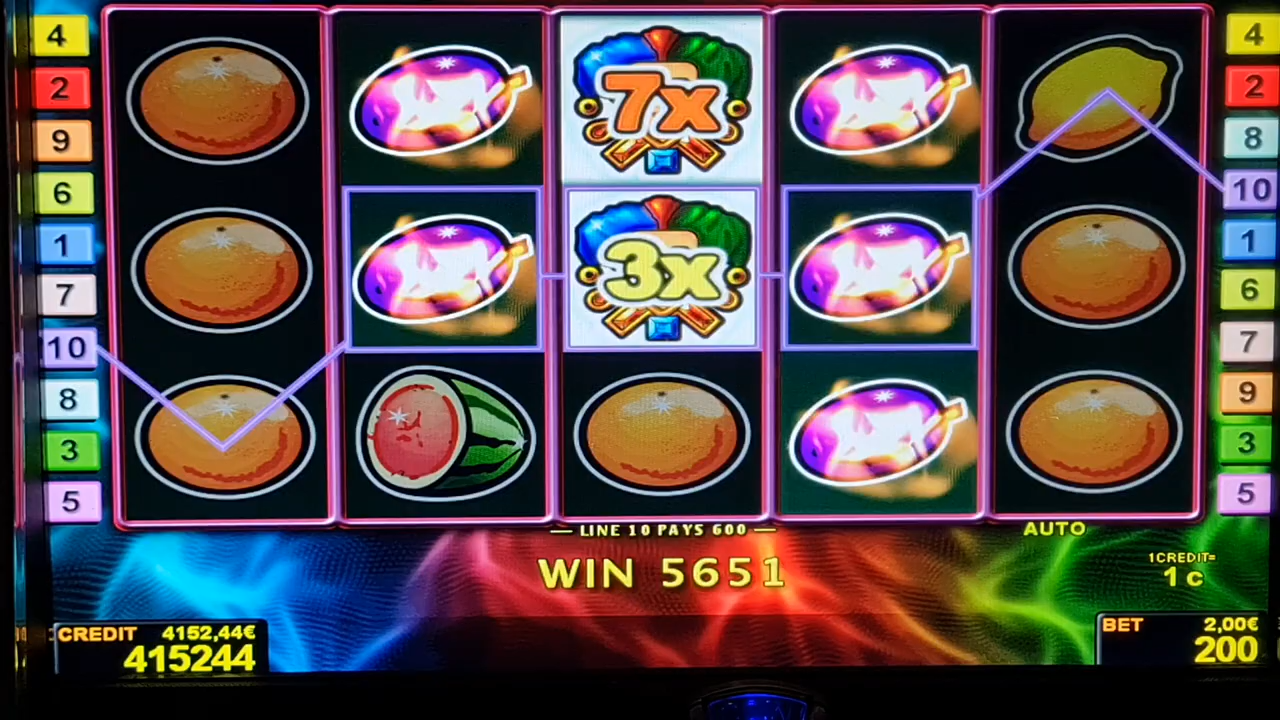 4 4
2 7x 2
9 8
6 10
1 3x 1
7 6
10 7
8 9
3 3
5 5
LINE 10 PAYS 600 AUTO
WIN 5651 1CREDIT=
1 c
CREDIT 4152,44€ BET 2,00€
415244 200